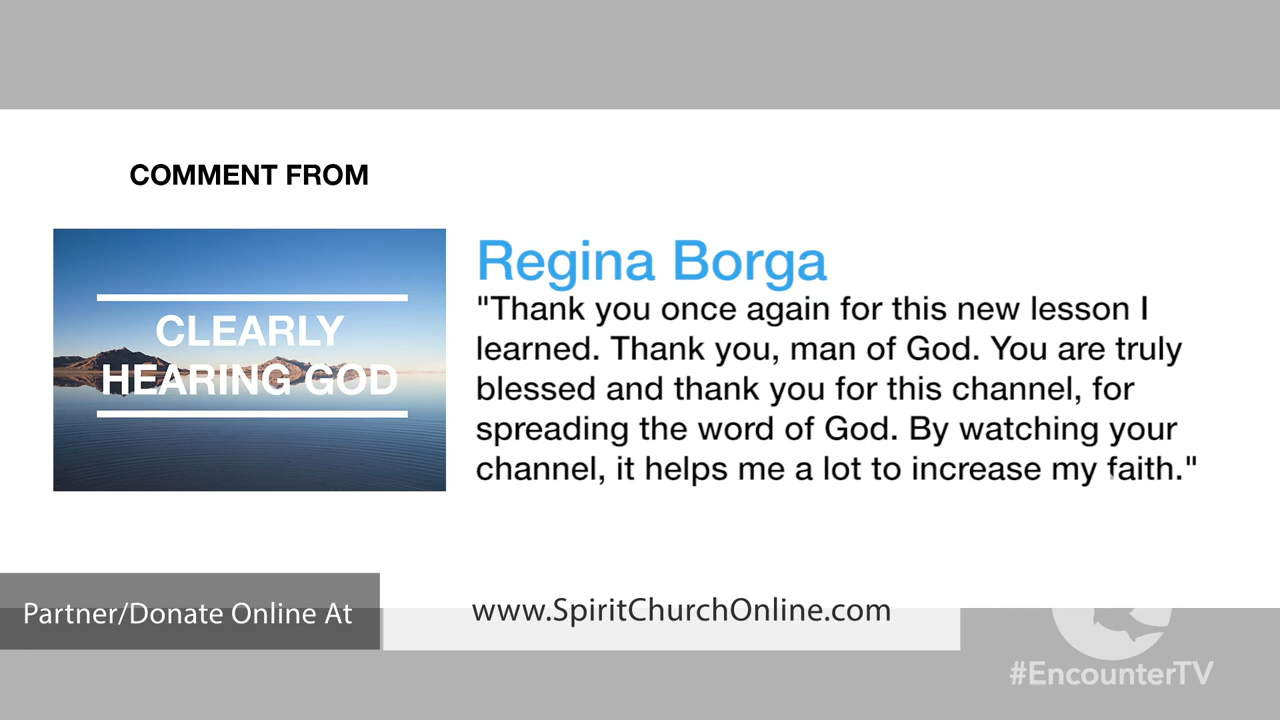 COMMENT FROM
CLEARLY
HEARING GOD
Regina Borga
"Thank you once again for this new lesson I
learned. Thank you, man of God. You are truly
blessed and thank you for this channel, for
spreading the word of God. By watching your
channel, it helps me a lot to increase my faith."
Partner/Donate Online At
www.SpiritChurchOnline.com
#EncounterTV